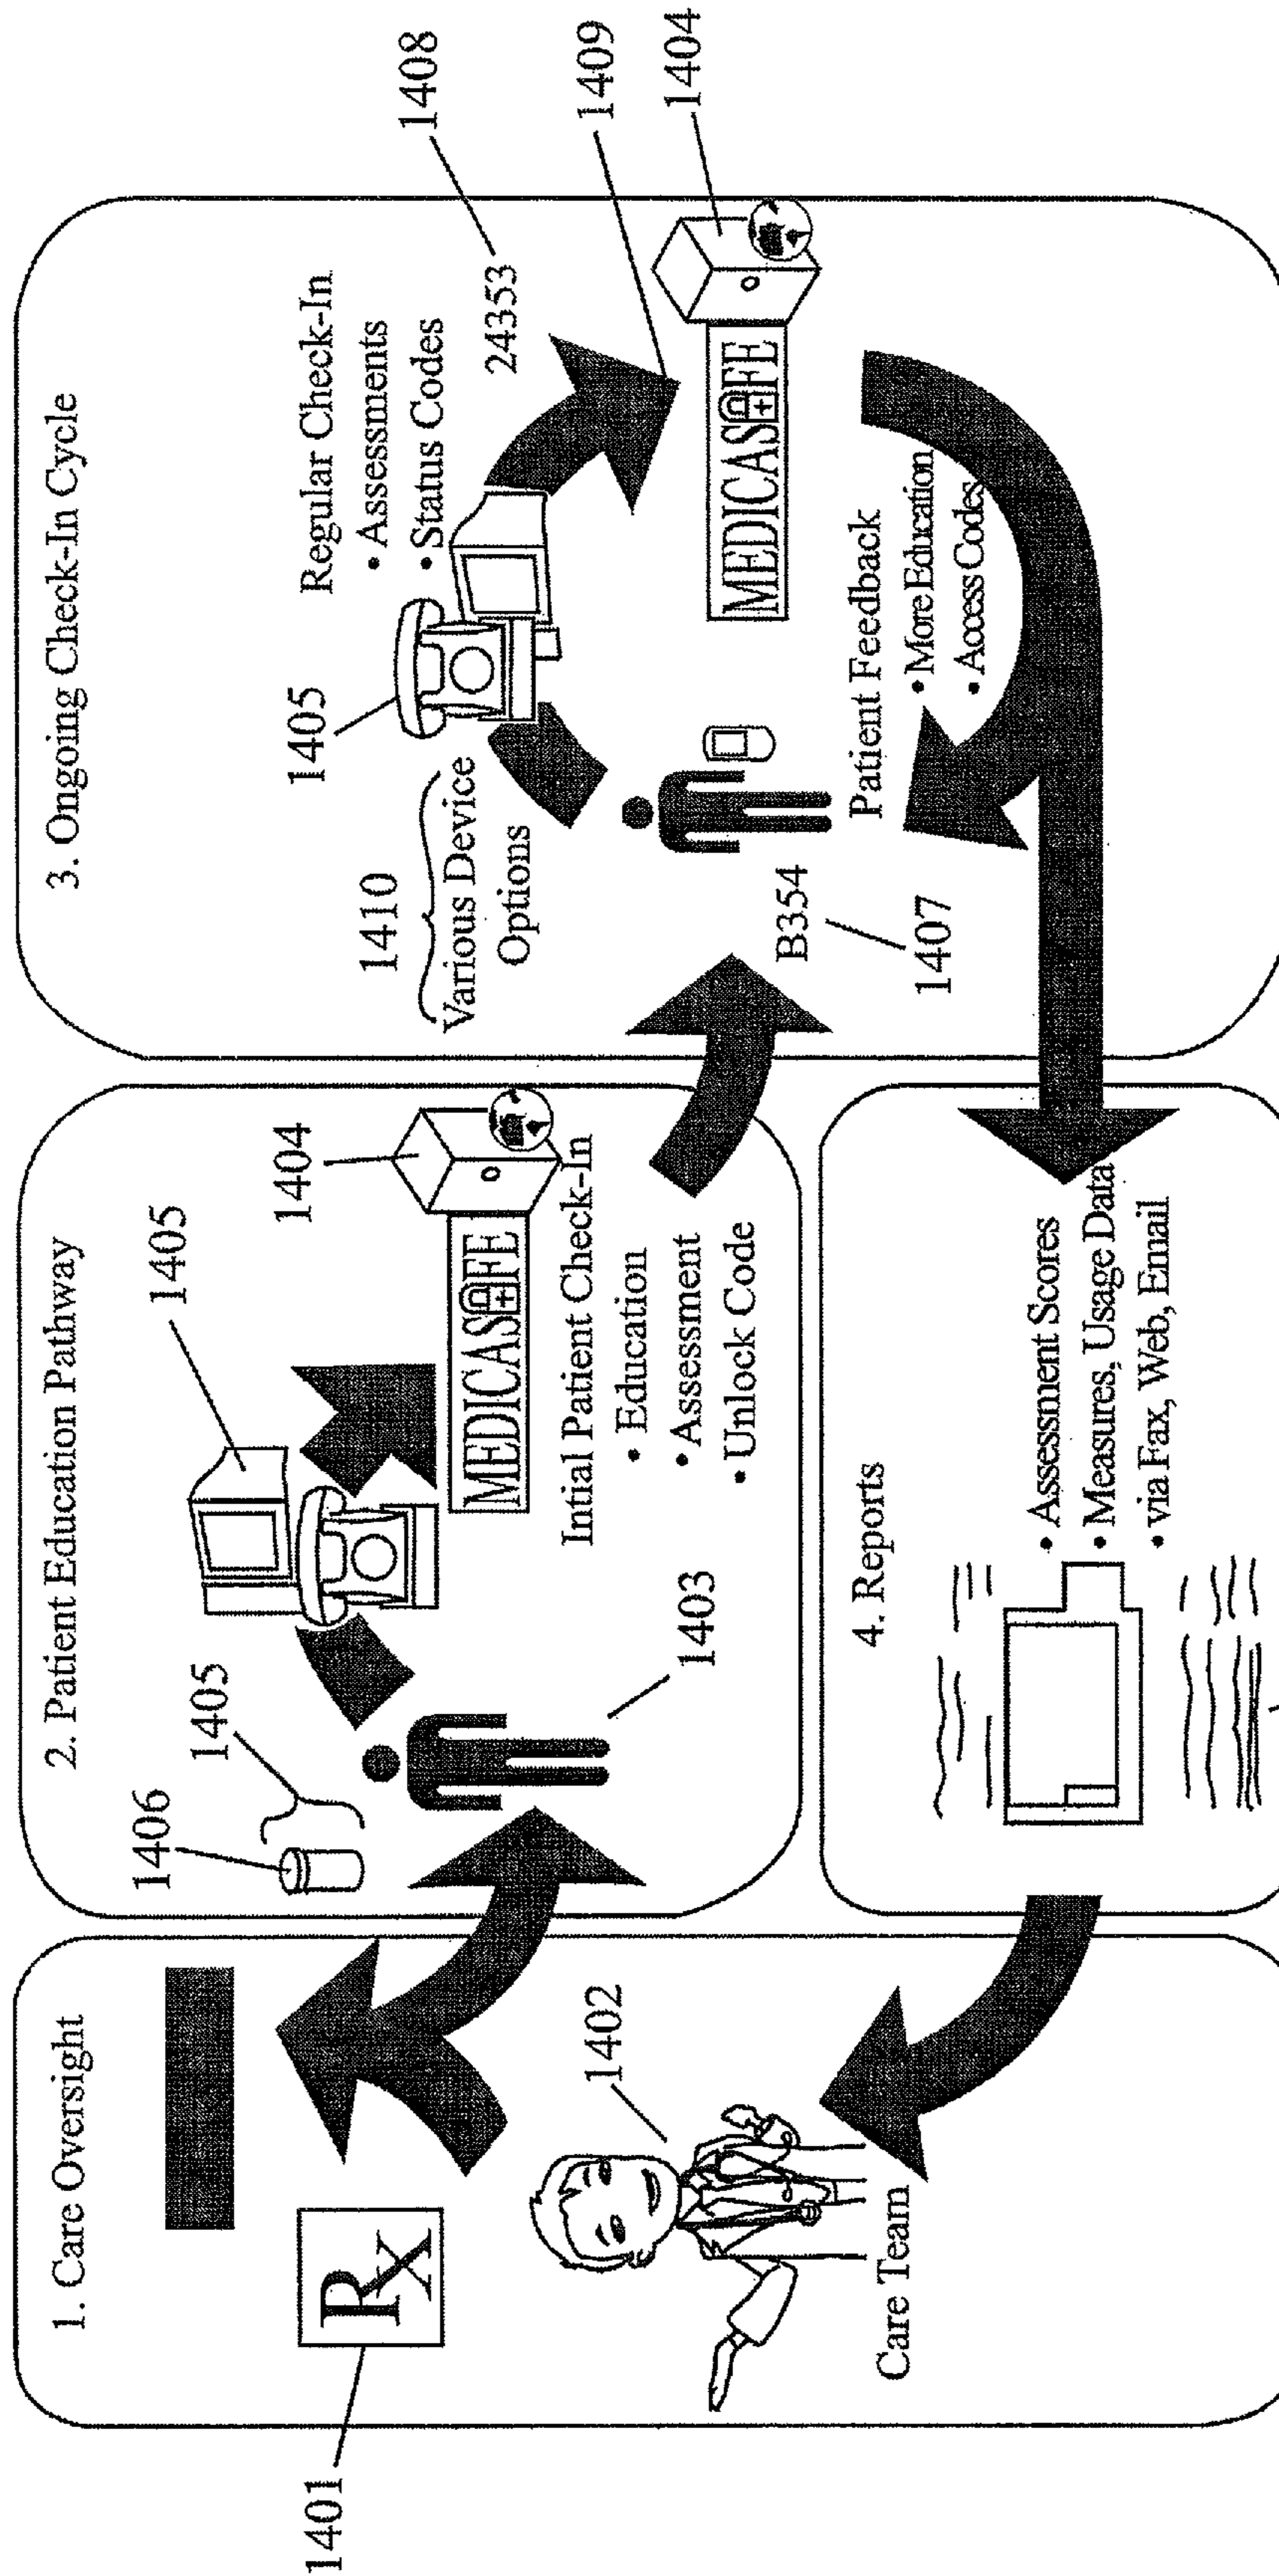 1. Care Oversight
1401
Rx
1402
Care Team
2. Patient Education Pathway
1406
1405
1405
1404
1403
MEDICASAFE
Intial Patient Check-In
• Education
• Assessment
• Unlock Code
3. Ongoing Check-In Cycle
1410
Various Device
Options
1405
Regular Check-In
• Assessments
• Status Codes
24353
1408
1409
1404
MEDICASAFE
B354
1407
Patient Feedback
• More Education
• Access Codes
4. Reports
• Assessment Scores
• Measures, Usage Data
• via Fax, Web, Email